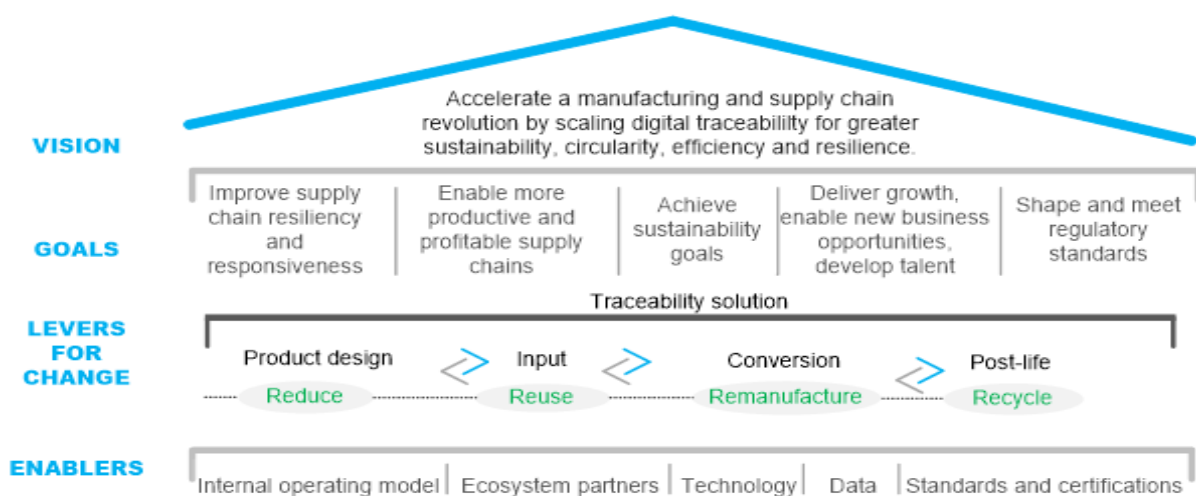 Accelerate a manufacturing and supply chain
revolution by scaling digital traceabililty for greater
sustainability, circularity, efficiency and resilience.
VISION
Improve supply
chain resiliency
and
responsiveness
Enable more
productive and
profitable supply
chains
Achieve
sustainability
goals
Deliver growth,
enable new business
opportunities,
develop talent
Shape and meet
regulatory
standards
GOALS
Traceability solution
LEVERS
FOR
CHANGE
Product design
Input
Conversion
Post-life
Reduce
Reuse
Remanufacture
Recycle
ENABLERS
Internal operating model
Ecosystem partners
Technology
Data
Standards and certifications